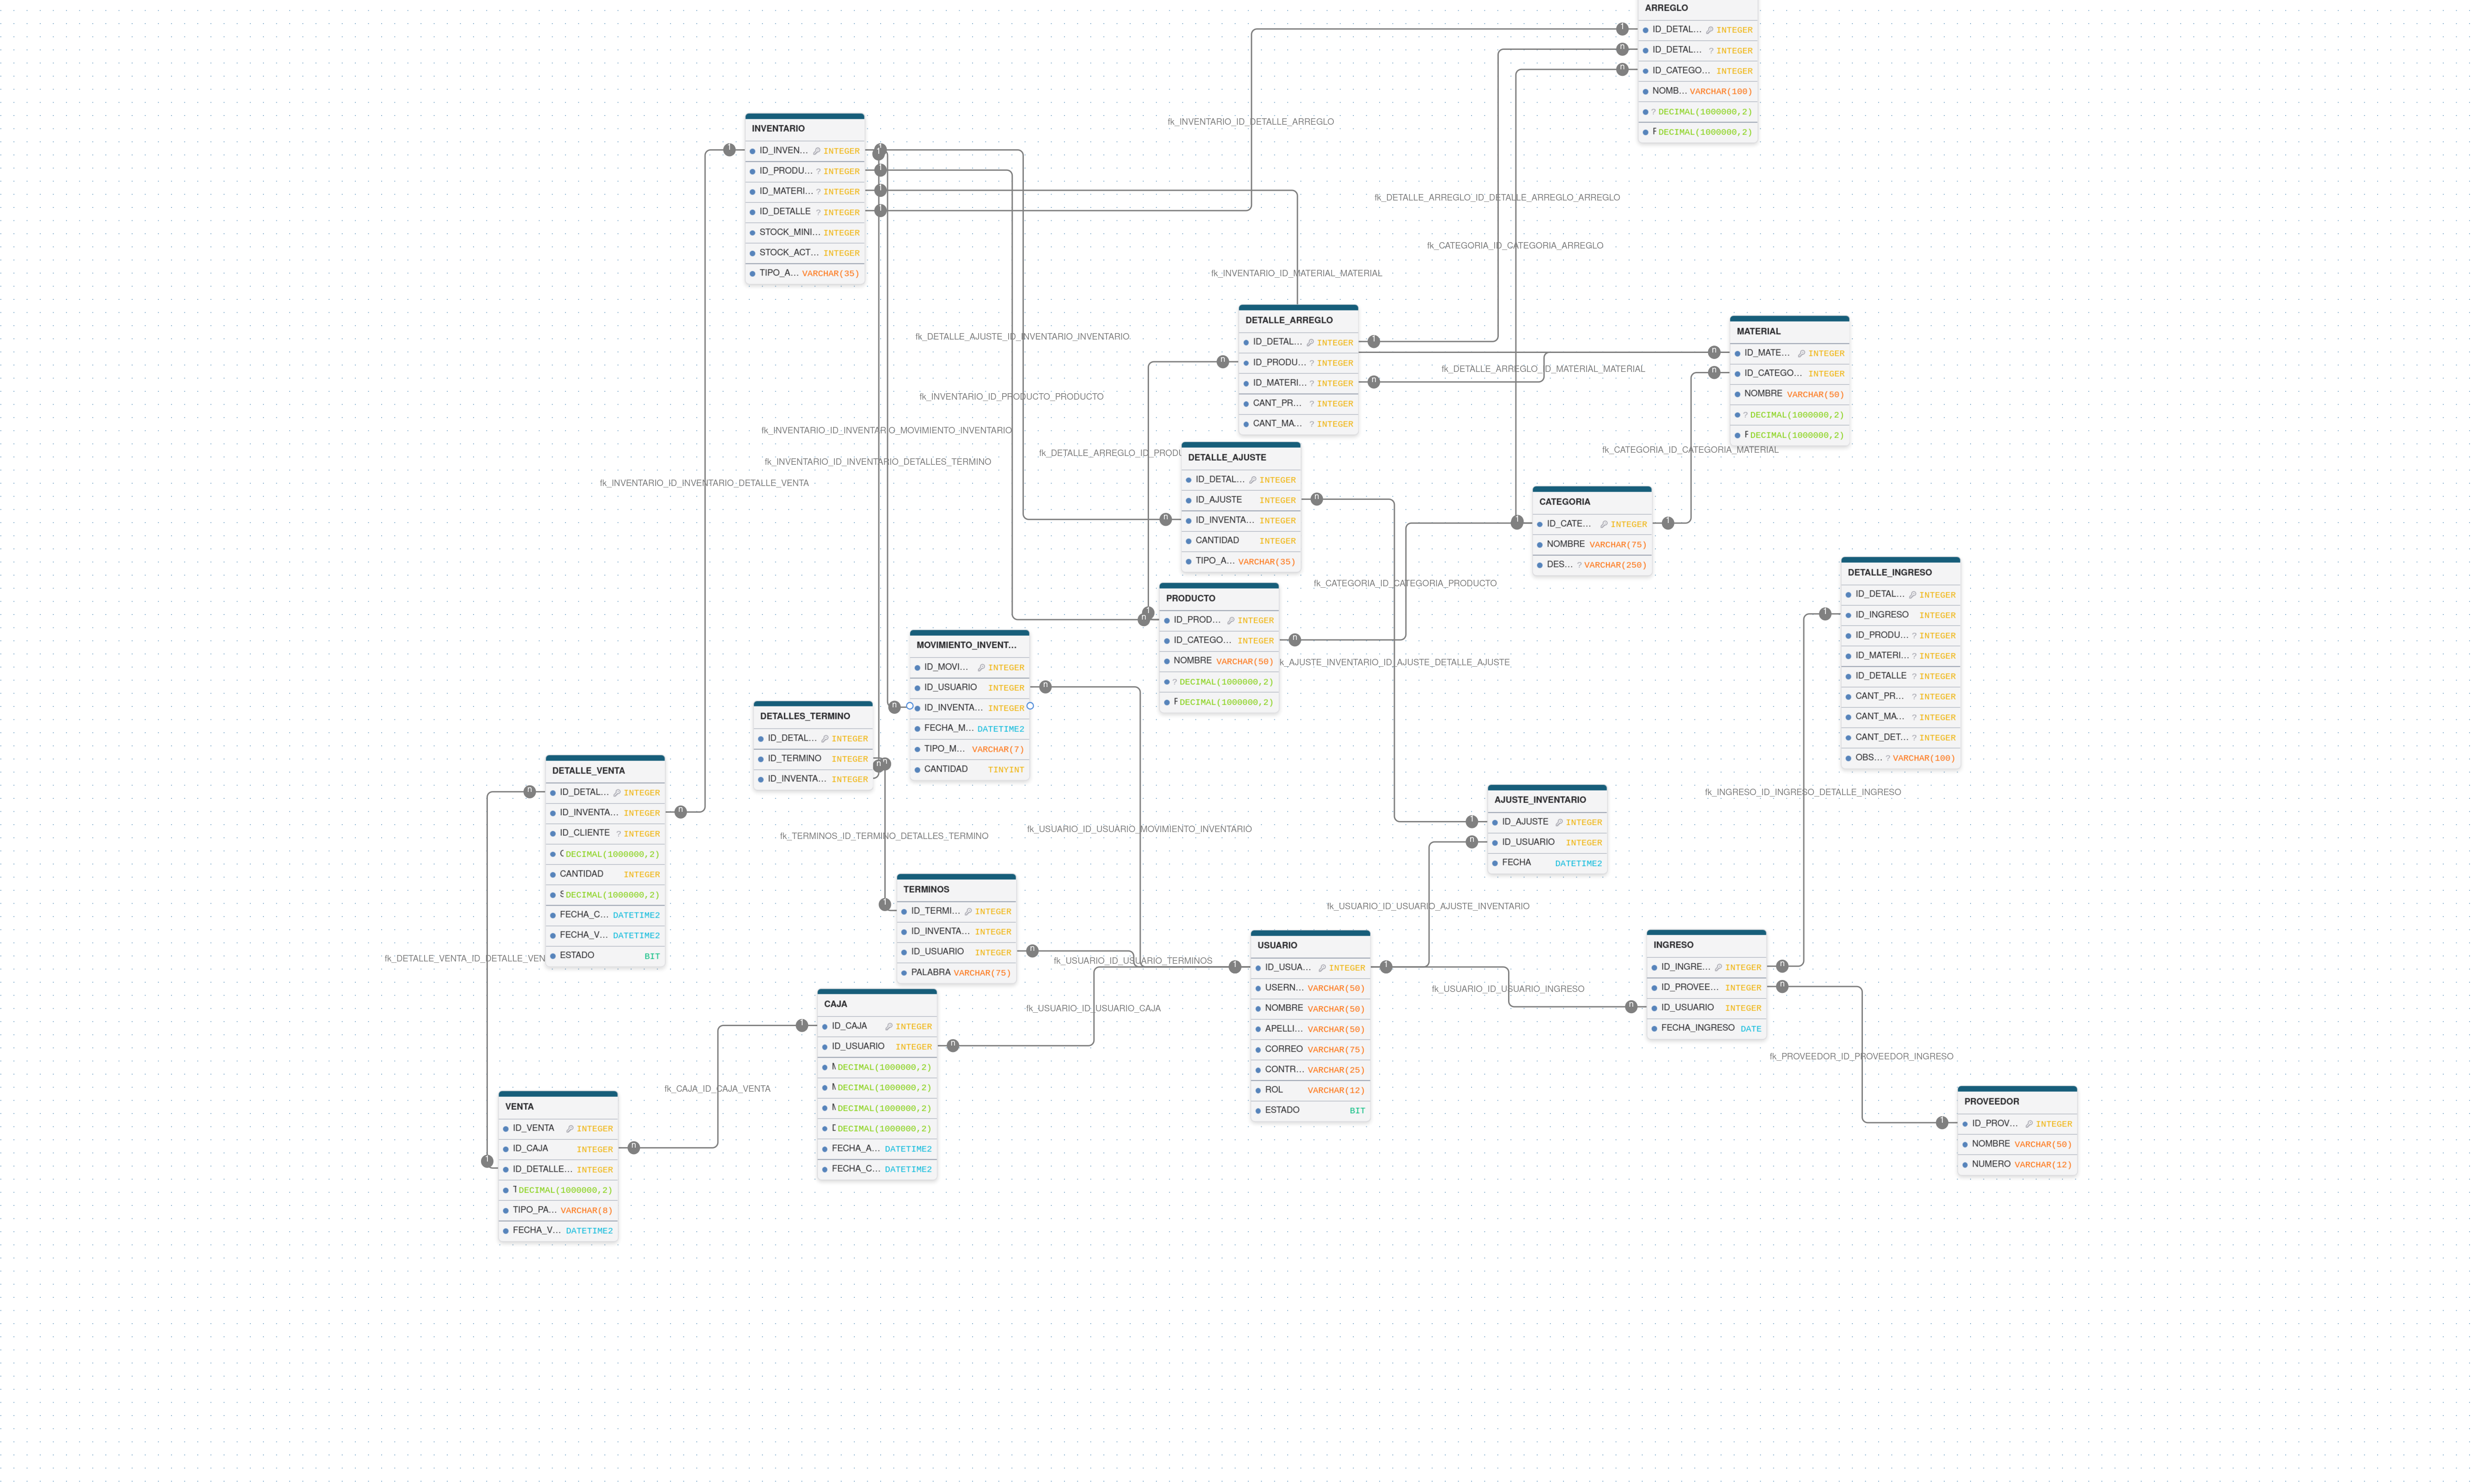 ARREGLO
ID_DETAL... INTEGER
ID_DETAL... ? INTEGER
ID_CATEGO... INTEGER
NOMB... VARCHAR(100)
? DECIMAL(1000000,2)
DECIMAL(1000000,2)
fk_INVENTARIO_ID_DETALLE_ARREGLO
INVENTARIO
ID_INVEN... INTEGER
ID_PRODU... ? INTEGER
ID_MATERI... ? INTEGER
ID_DETALLE ? INTEGER
STOCK_MINI... INTEGER
STOCK_ACT... INTEGER
TIPO_A... VARCHAR(35)
fk_DETALLE_ARREGLO_ID_DETALLE_ARREGLO_ARREGLO
fk_CATEGORIA_ID_CATEGORIA_ARREGLO
fk_INVENTARIO_ID_MATERIAL_MATERIAL
DETALLE_ARREGLO
ID_DETAL... INTEGER
ID_PRODU... ? INTEGER
ID_MATERI... ? INTEGER
CANT_PR... ? INTEGER
CANT_MA... ? INTEGER
MATERIAL
ID_MATE... INTEGER
ID_CATEGO... INTEGER
NOMBRE VARCHAR(50)
? DECIMAL(1000000,2)
DECIMAL(1000000,2)
fk_DETALLE_AJUSTE_ID_INVENTARIO_INVENTARIO
fk_DETALLE_ARREGLO_ID_MATERIAL_MATERIAL
fk_INVENTARIO_ID_PRODUCTO_PRODUCTO
fk_INVENTARIO_ID_INVENTARIO_MOVIMIENTO_INVENTARIO
fk_CATEGORIA_ID_CATEGORIA_MATERIAL
fk_DETALLE_ARREGLO_ID_PRODU
fk_INVENTARIO_ID_INVENTARIO_DETALLES_TERMINO
fk_INVENTARIO_ID_INVENTARIO_DETALLE_VENTA
DETALLE_AJUSTE
ID_DETAL... INTEGER
ID_AJUSTE INTEGER
ID_INVENTA... INTEGER
CANTIDAD INTEGER
TIPO_A... VARCHAR(35)
CATEGORIA
ID_CATE... INTEGER
NOMBRE VARCHAR(75)
DES... ? VARCHAR(250)
fk_CATEGORIA_ID_CATEGORIA_PRODUCTO
DETALLE_INGRESO
ID_DETAL... INTEGER
ID_INGRESO INTEGER
ID_PRODU... ? INTEGER
ID_MATERI... ? INTEGER
ID_DETALLE ? INTEGER
CANT_PR... ? INTEGER
CANT_MA... ? INTEGER
CANT_DET... ? INTEGER
OBS... ? VARCHAR(100)
PRODUCTO
ID_PROD... INTEGER
ID_CATEGO... INTEGER
NOMBRE VARCHAR(50)
? DECIMAL(1000000,2)
DECIMAL(1000000,2)
k_AJUSTE_INVENTARIO_ID_AJUSTE_DETALLE_AJUSTE
MOVIMIENTO_INVENT...
ID_MOVI... INTEGER
ID_USUARIO INTEGER
ID_INVENTA... INTEGER
FECHA_M... DATETIME2
TIPO_M... VARCHAR(7)
CANTIDAD TINYINT
DETALLES_TERMINO
ID_DETAL... INTEGER
ID_TERMINO INTEGER
ID_INVENTA... INTEGER
DETALLE_VENTA
ID_DETAL... INTEGER
ID_INVENTA... INTEGER
ID_CLIENTE ? INTEGER
DECIMAL(1000000,2)
CANTIDAD INTEGER
DECIMAL(1000000,2)
FECHA_C... DATETIME2
FECHA_V... DATETIME2
ESTADO BIT
AJUSTE_INVENTARIO
ID_AJUSTE INTEGER
ID_USUARIO INTEGER
FECHA DATETIME2
fk_INGRESO_ID_INGRESO_DETALLE_INGRESO
fk_USUARIO_ID_USUARIO_MOVIMIENTO_INVENTARIO
fk_TERMINOS_ID_TERMINO_DETALLES_TERMINO
TERMINOS
ID_TERMI... INTEGER
ID_INVENTA... INTEGER
ID_USUARIO INTEGER
PALABRA VARCHAR(75)
fk_USUARIO_ID_USUARIO_AJUSTE_INVENTARIO
fk_DETALLE_VENTA_ID_DETALLE_VEN
fk_USUARIO_ID_USUARIO_TERMINOS
USUARIO
ID_USUA... INTEGER
USERN... VARCHAR(50)
NOMBRE VARCHAR(50)
APELLI... VARCHAR(50)
CORREO VARCHAR(75)
CONTR... VARCHAR(25)
ROL VARCHAR(12)
ESTADO BIT
INGRESO
ID_INGRE... INTEGER
ID_PROVEE... INTEGER
ID_USUARIO INTEGER
FECHA_INGRESO DATE
fk_USUARIO_ID_USUARIO_INGRESO
fk_USUARIO_ID_USUARIO_CAJA
CAJA
ID_CAJA INTEGER
ID_USUARIO INTEGER
DECIMAL(1000000,2)
DECIMAL(1000000,2)
DECIMAL(1000000,2)
DECIMAL(1000000,2)
FECHA_A... DATETIME2
FECHA_C... DATETIME2
fk_PROVEEDOR_ID_PROVEEDOR_INGRESO
fk_CAJA_ID_CAJA_VENTA
VENTA
ID_VENTA INTEGER
ID_CAJA INTEGER
ID_DETALLE... INTEGER
DECIMAL(1000000,2)
TIPO_PA... VARCHAR(8)
FECHA_V... DATETIME2
PROVEEDOR
ID_PROV... INTEGER
NOMBRE VARCHAR(50)
NUMERO VARCHAR(12)